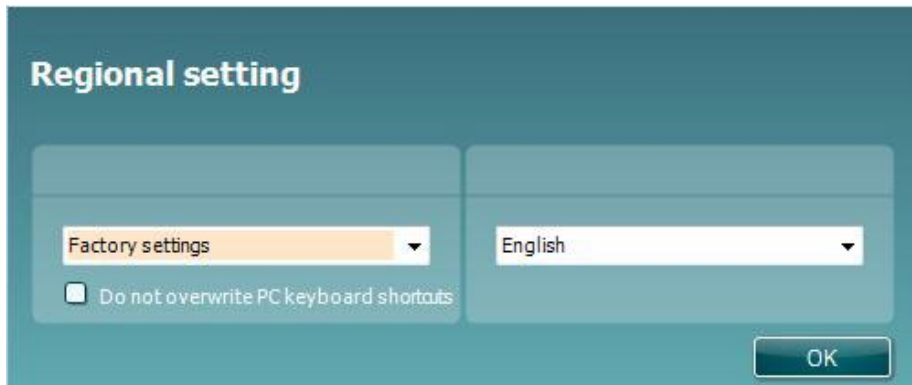 Regional setting
Factory settings
English
Do not overwrite PC keyboard shortcuts
OK